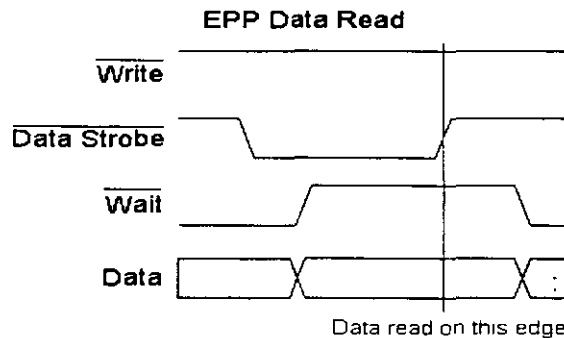 EPP Data Read
Write
Data Strobe
Wait
Data
Data read on this edge